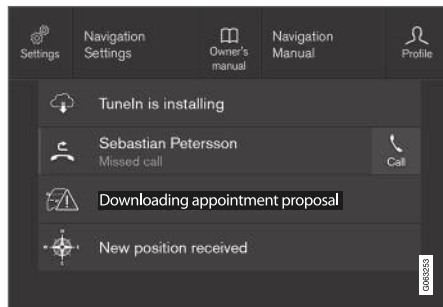 Settings
Navigation
Settings
Owner's
manual
Navigation
Manual
Profile
TuneIn is installing
Sebastian Petersson
Missed call
Call
Downloading appointment proposal
New position received
G063253